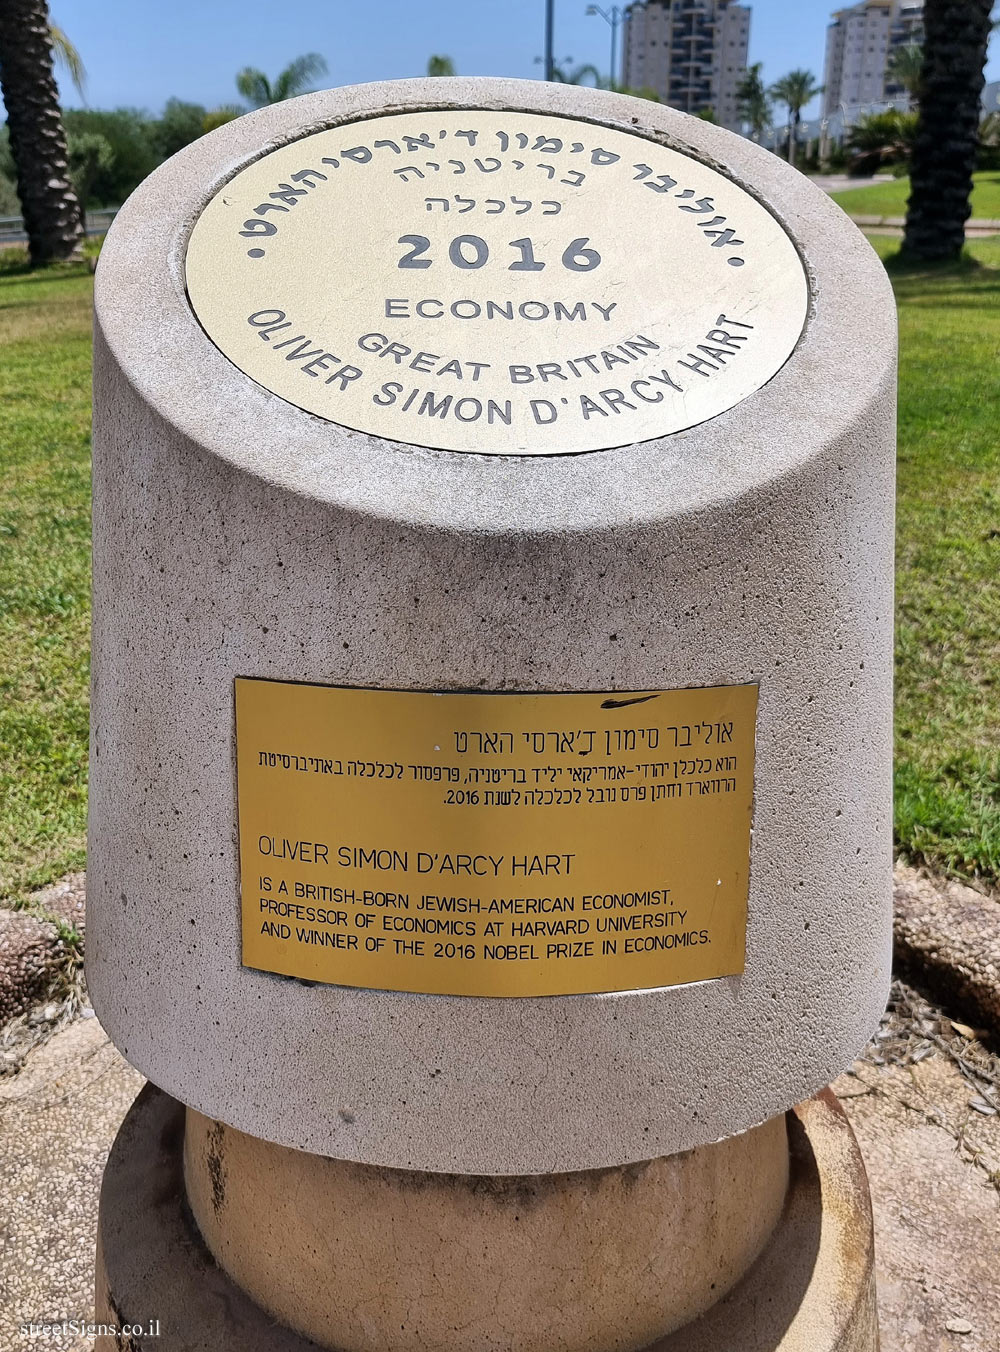 • אוליבר סימון ד'ארסי הארט •
בריטניה
כלכלה
2016
ECONOMY
GREAT BRITAIN
OLIVER SIMON D'ARCY HART
אוליבר סימון ד'ארסי הארט
הוא כלכלן יהודי-אמריקאי יליד בריטניה, פרפסור לכלכלה באוניברסיטת
הרווארד וחתן פרס נובל לכלכלה לשנת 2016.
OLIVER SIMON D'ARCY HART
IS A BRITISH-BORN JEWISH-AMERICAN ECONOMIST,
PROFESSOR OF ECONOMICS AT HARVARD UNIVERSITY
AND WINNER OF THE 2016 NOBEL PRIZE IN ECONOMICS.
streetSigns.co.il